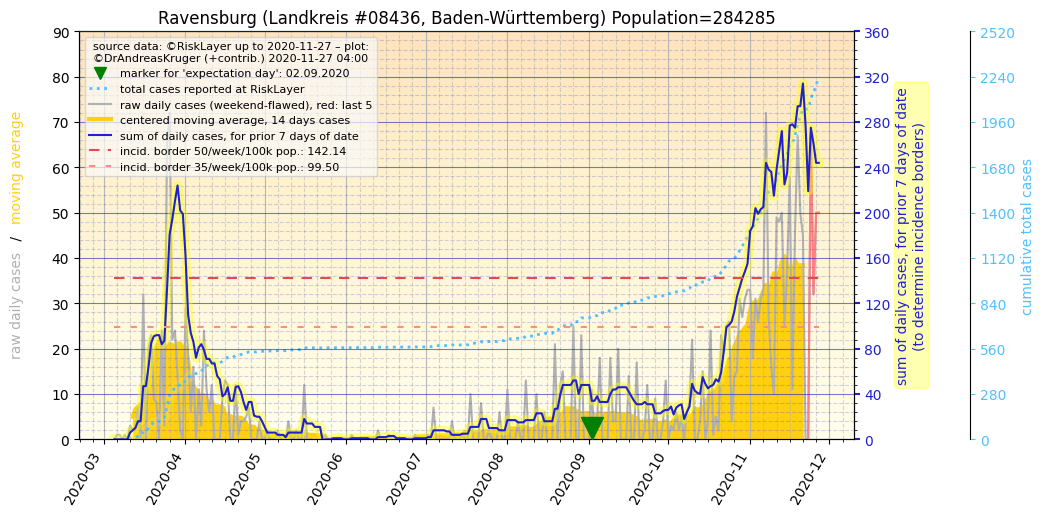 Ravensburg (Landkreis #08436, Baden-Württemberg) Population=284285
source data: ©RiskLayer up to 2020-11-27 – plot:
©DrAndreasKruger (+contrib.) 2020-11-27 04:00
marker for 'expectation day': 02.09.2020
total cases reported at RiskLayer
raw daily cases (weekend-flawed), red: last 5
centered moving average, 14 days cases
sum of daily cases, for prior 7 days of date
incid. border 50/week/100k pop.: 142.14
incid. border 35/week/100k pop.: 99.50
raw daily cases / moving average
90
80
70
60
50
40
30
20
10
0
360
320
280
240
200
160
120
80
40
0
sum of daily cases, for prior 7 days of date
(to determine incidence borders)
2520
2240
1960
1680
1400
1120
840
560
280
0
cumulative total cases
2020-03
2020-04
2020-05
2020-06
2020-07
2020-08
2020-09
2020-10
2020-11
2020-12